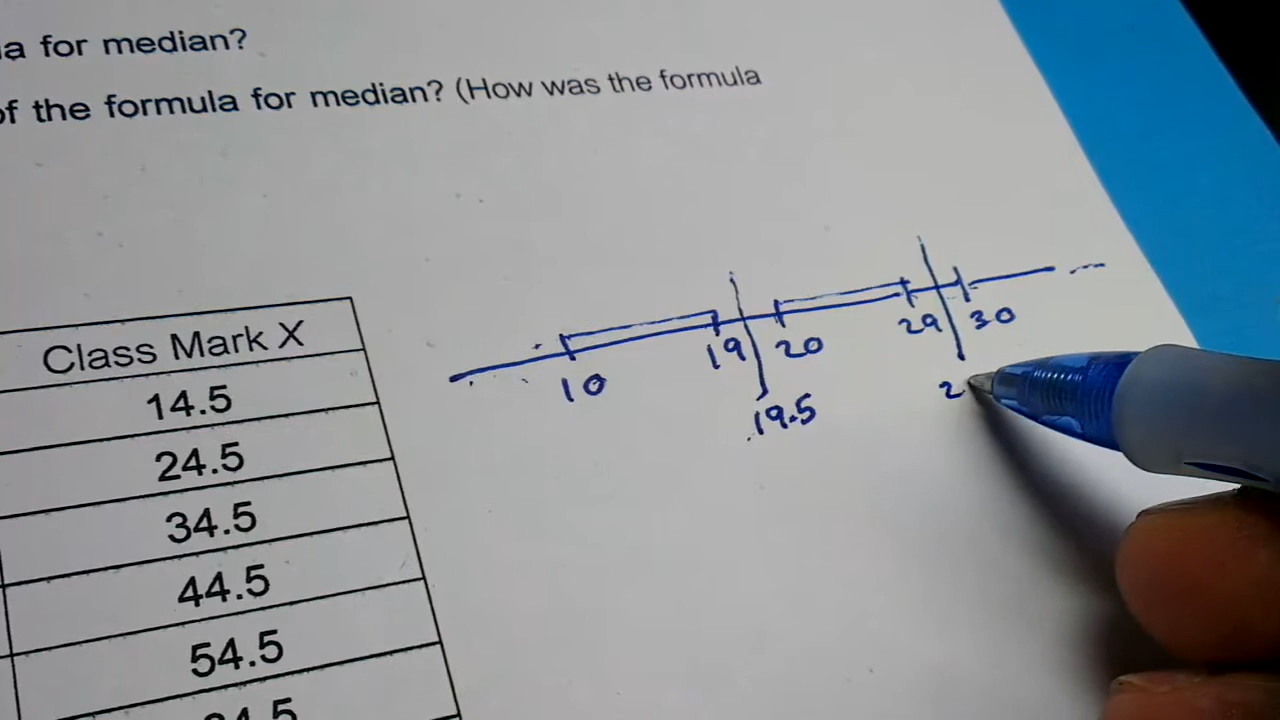 a for median?
of the formula for median? (How was the formula
10 19 20 29 30
19.5 2
Class Mark X
14.5
24.5
34.5
44.5
54.5